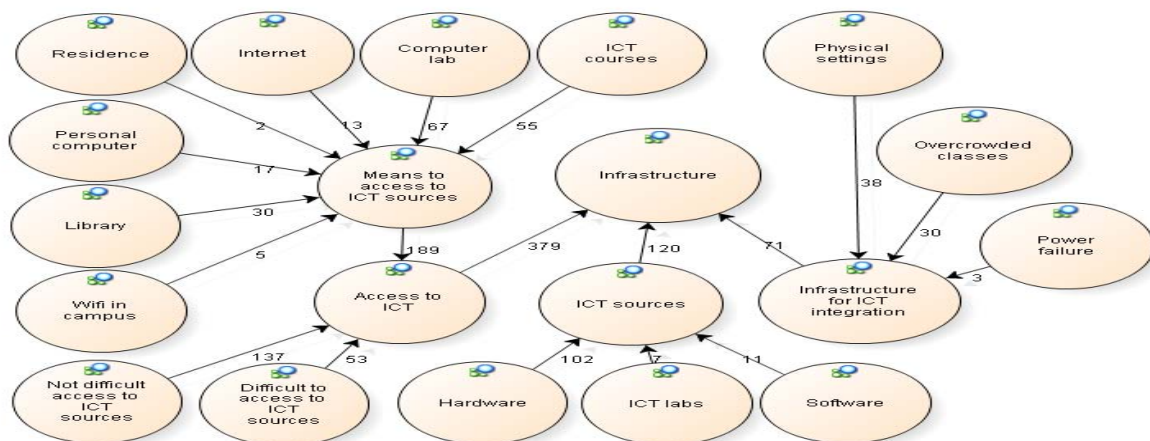 Residence
Internet
Computer
lab
ICT
courses
Physical
settings
Personal
computer
2
13
67
55
Overcrowded
classes
17
Means to
access to
ICT sources
Infrastructure
38
Library
30
30
Power
failure
5
189
379
120
71
3
Wifi in
campus
Access to
ICT
ICT sources
Infrastructure
for ICT
integration
137
53
102
7
11
Not difficult
access to
ICT
sources
Difficult to
access to
ICT
sources
Hardware
ICT labs
Software